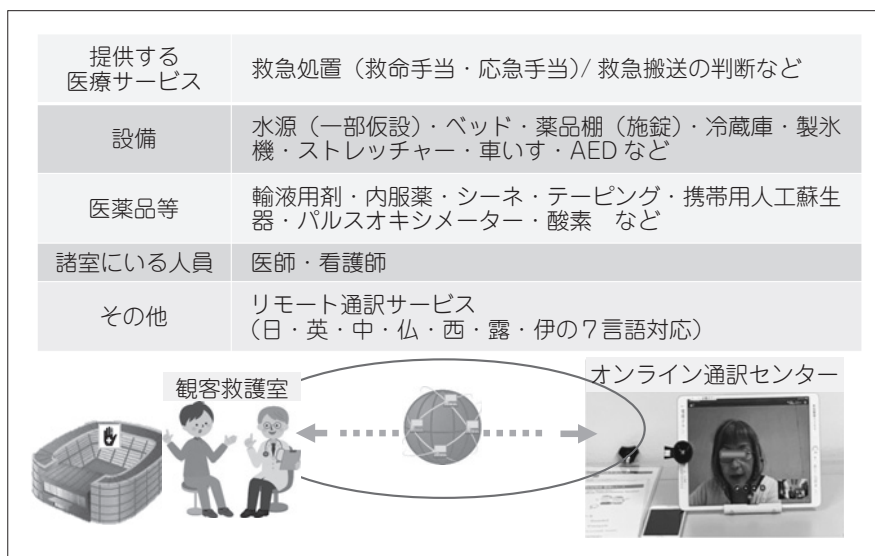 提供する
医療サービス
救急処置（救命手当・応急手当）/ 救急搬送の判断など
設備
水源（一部仮設）・ベッド・薬品棚（施錠）・冷蔵庫・製氷
機・ストレッチャー・車いす・AED など
医薬品等
輸液用剤・内服薬・シーネ・テーピング・携帯用人工蘇生
器・パルスオキシメーター・酸素　など
諸室にいる人員
医師・看護師
その他
リモート通訳サービス
（日・英・中・仏・西・露・伊の７言語対応）
観客救護室
オンライン通訳センター